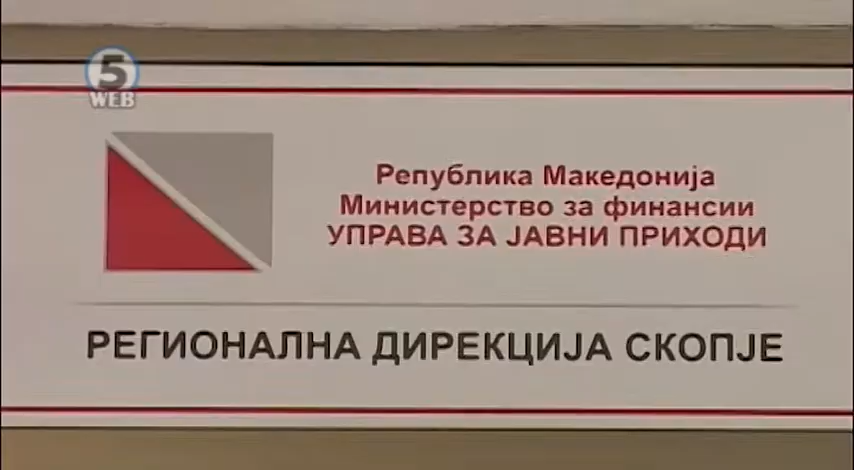 5
WEB
Република Македонија
Министерство за финансии
УПРАВА ЗА ЈАВНИ ПРИХОДИ
РЕГИОНАЛНА ДИРЕКЦИЈА СКОПЈЕ